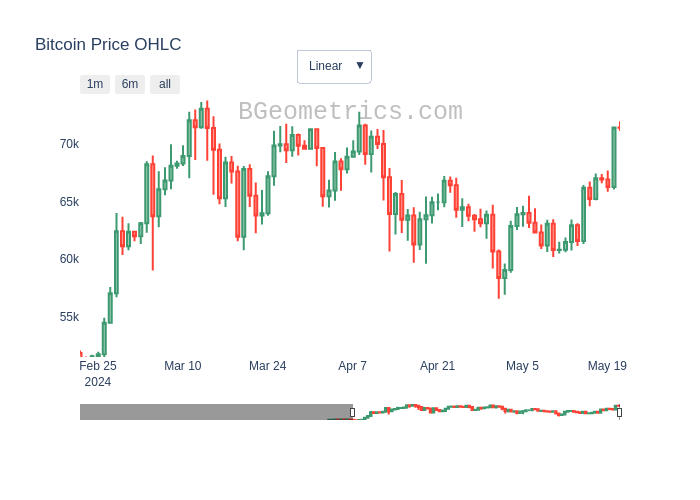 Bitcoin Price OHLC
Linear ▼
1m 6m all
BGeometrics.com
70k
65k
60k
55k
Feb 25 Mar 10 Mar 24 Apr 7 Apr 21 May 5 May 19
2024